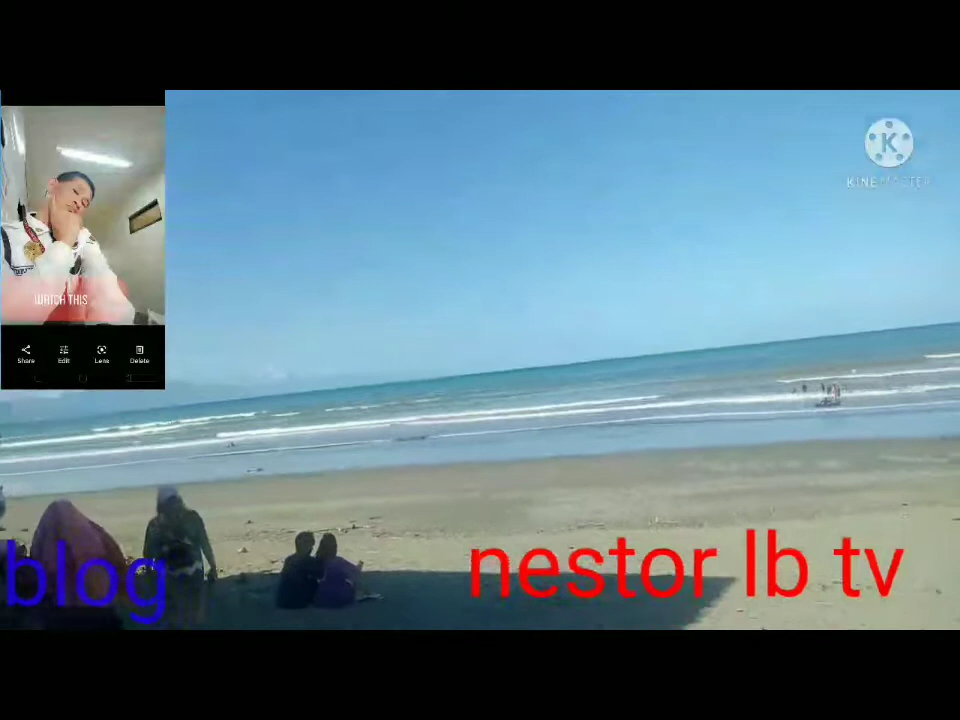 KINEMASTER
WATCH THIS
Share Edit Lens Delete
blog
nestor lb tv